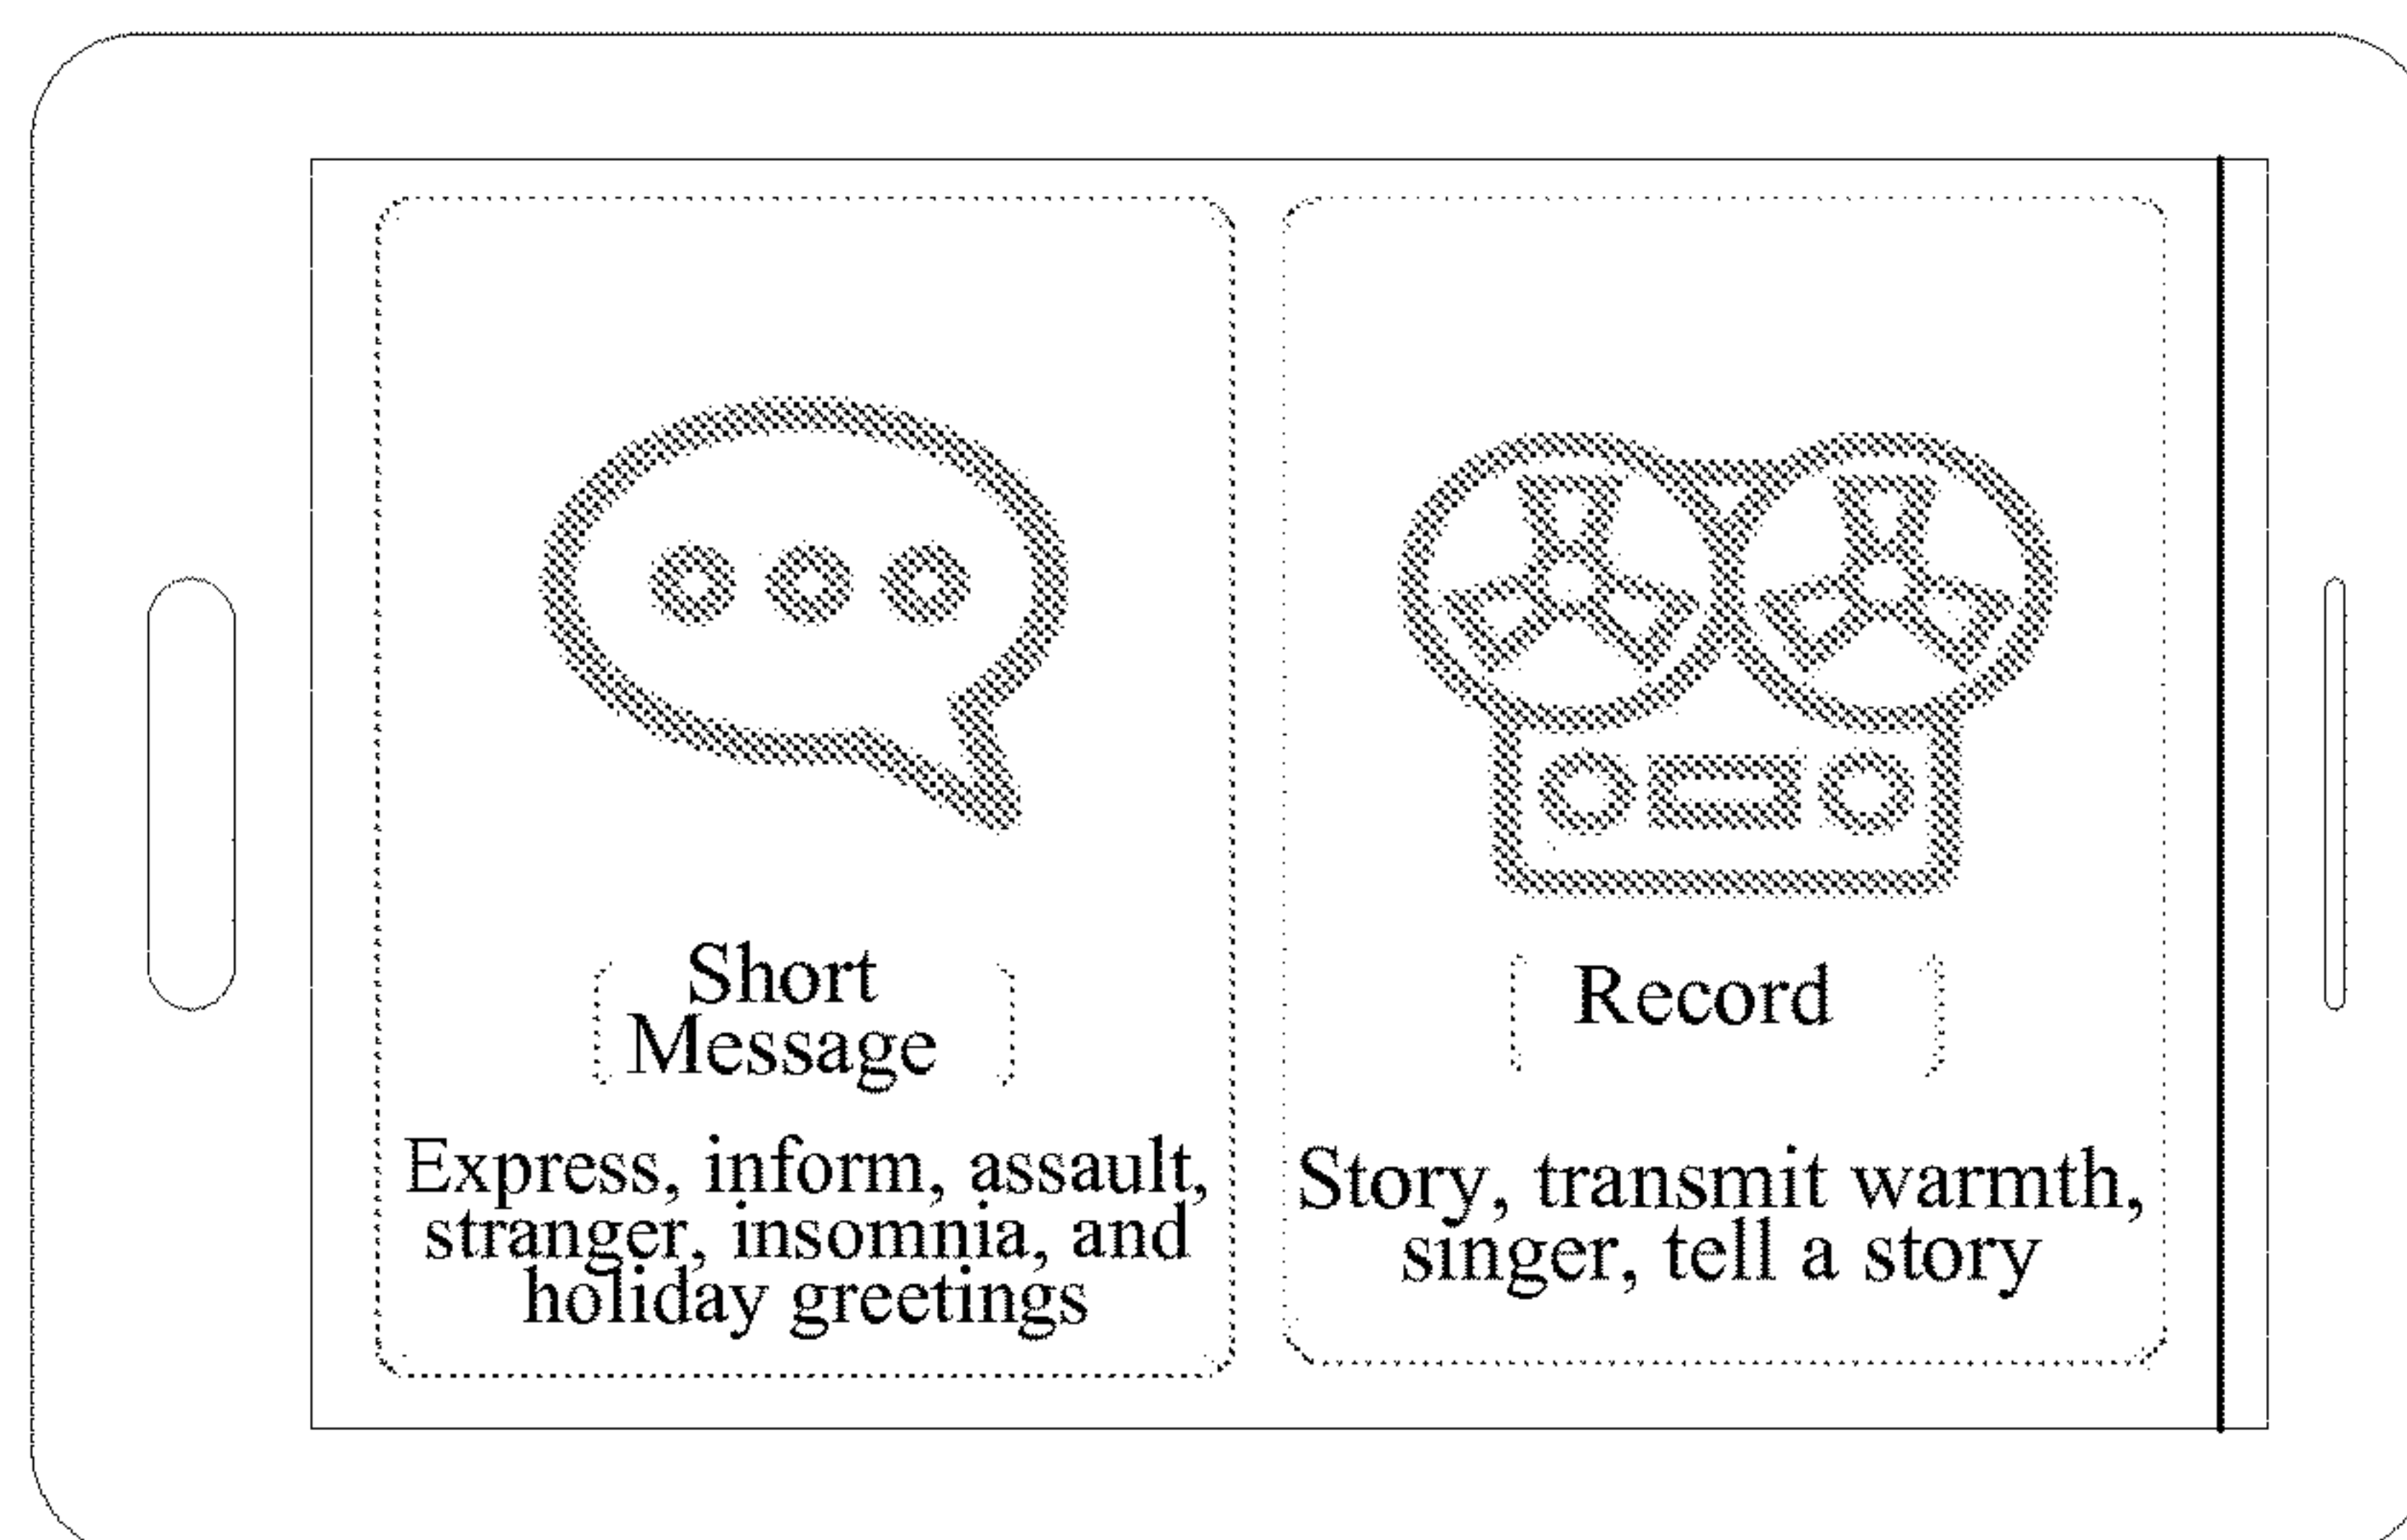 Short
Message
Express, inform, assault,
stranger, insomnia, and
holiday greetings
Record
Story, transmit warmth,
singer, tell a story